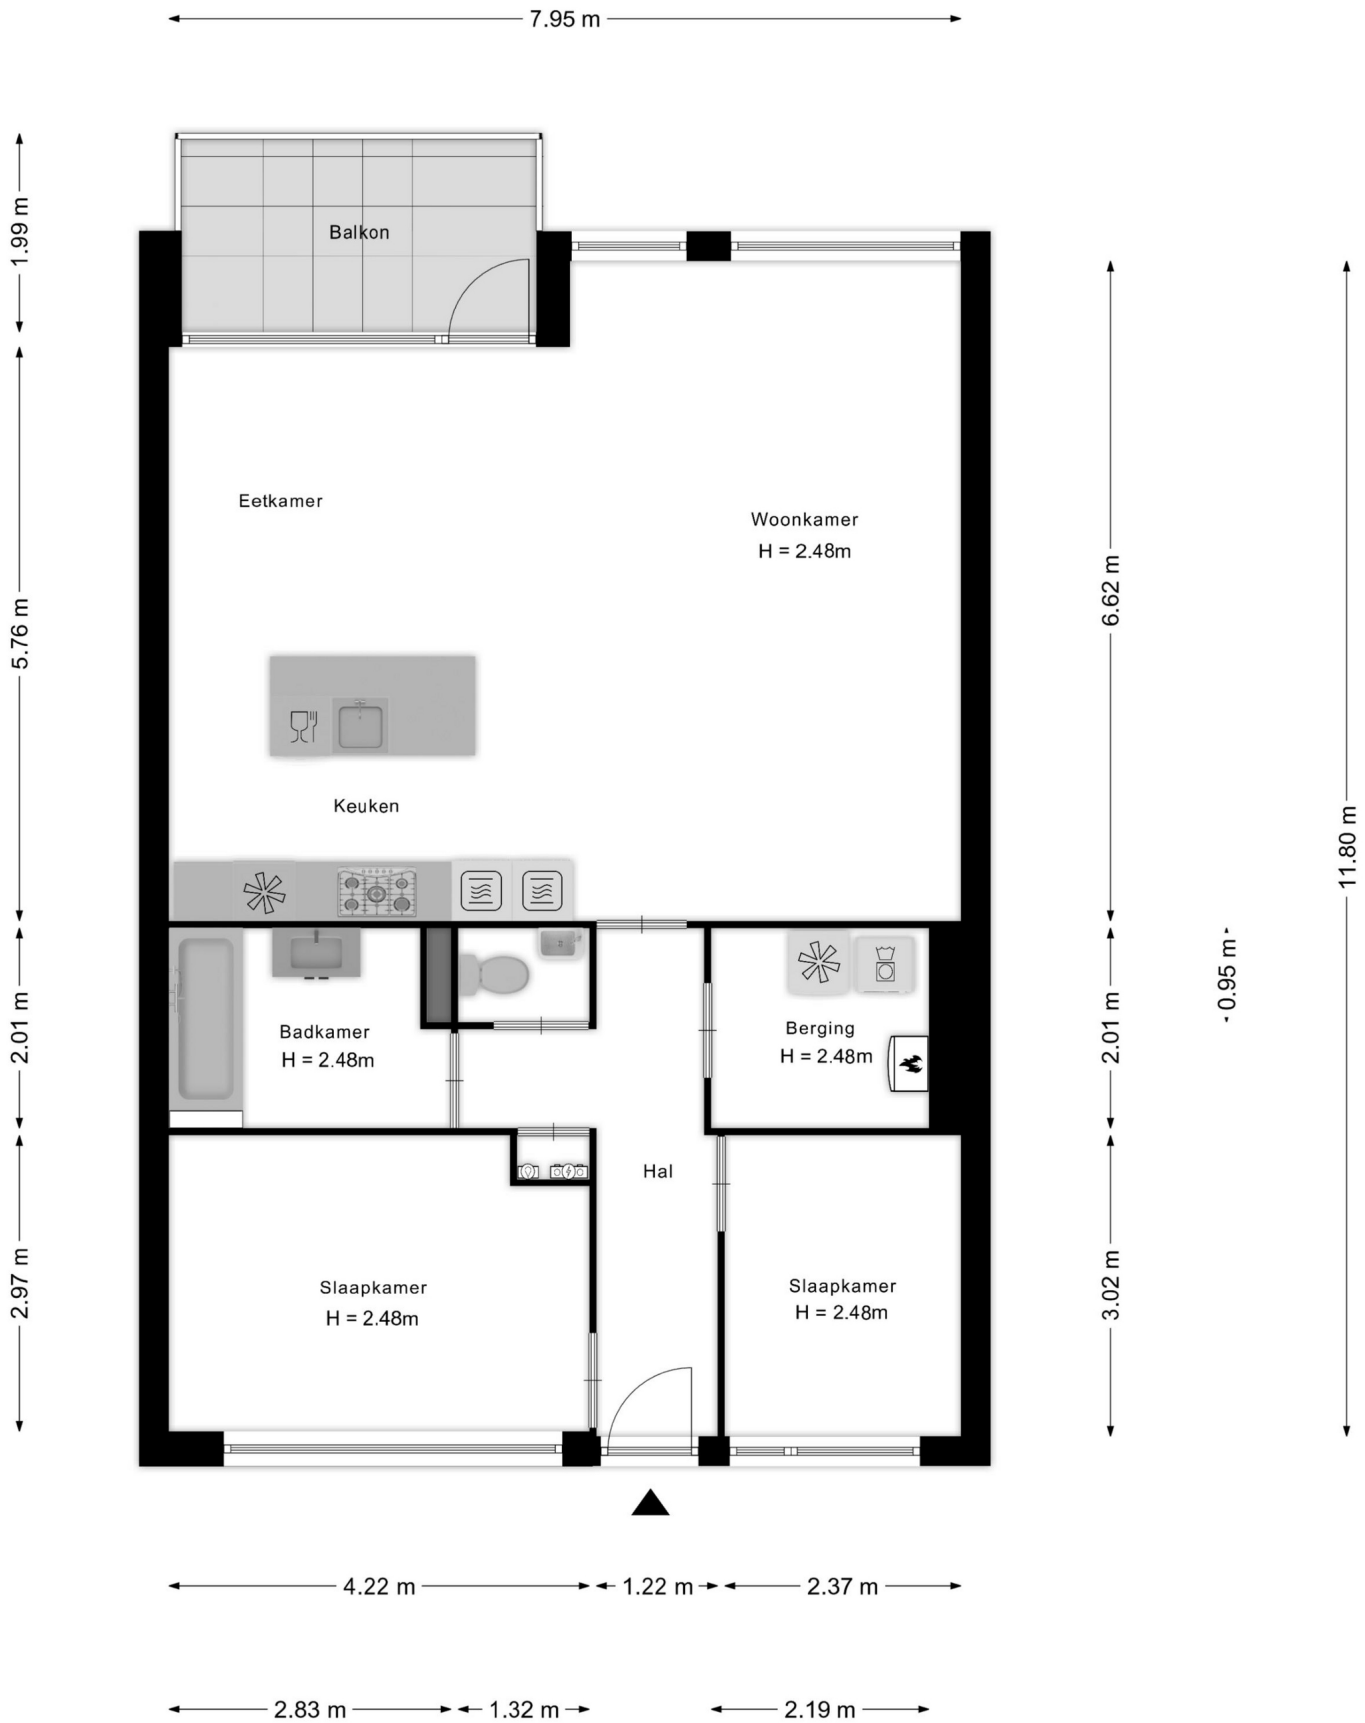 7.95 m
1.99 m
Balkon
Eetkamer
Woonkamer
H = 2.48m
5.76 m
6.62 m
Keuken
11.80 m
2.01 m
Badkamer
H = 2.48m
Berging
H = 2.48m
2.01 m
0.95 m
Hal
2.97 m
Slaapkamer
H = 2.48m
Slaapkamer
H = 2.48m
3.02 m
4.22 m
1.22 m
2.37 m
2.83 m
1.32 m
2.19 m